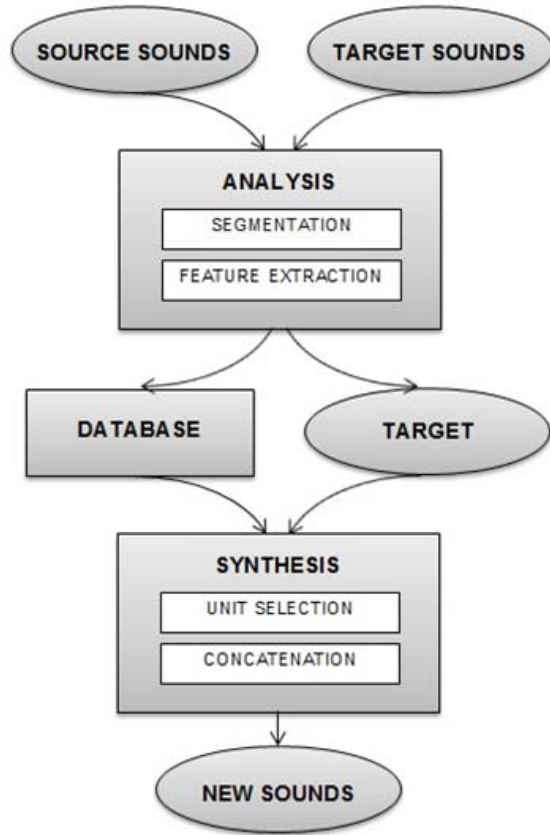 SOURCE SOUNDS
TARGET SOUNDS
ANALYSIS
SEGMENTATION
FEATURE EXTRACTION
DATABASE
TARGET
SYNTHESIS
UNIT SELECTION
CONCATENATION
NEW SOUNDS